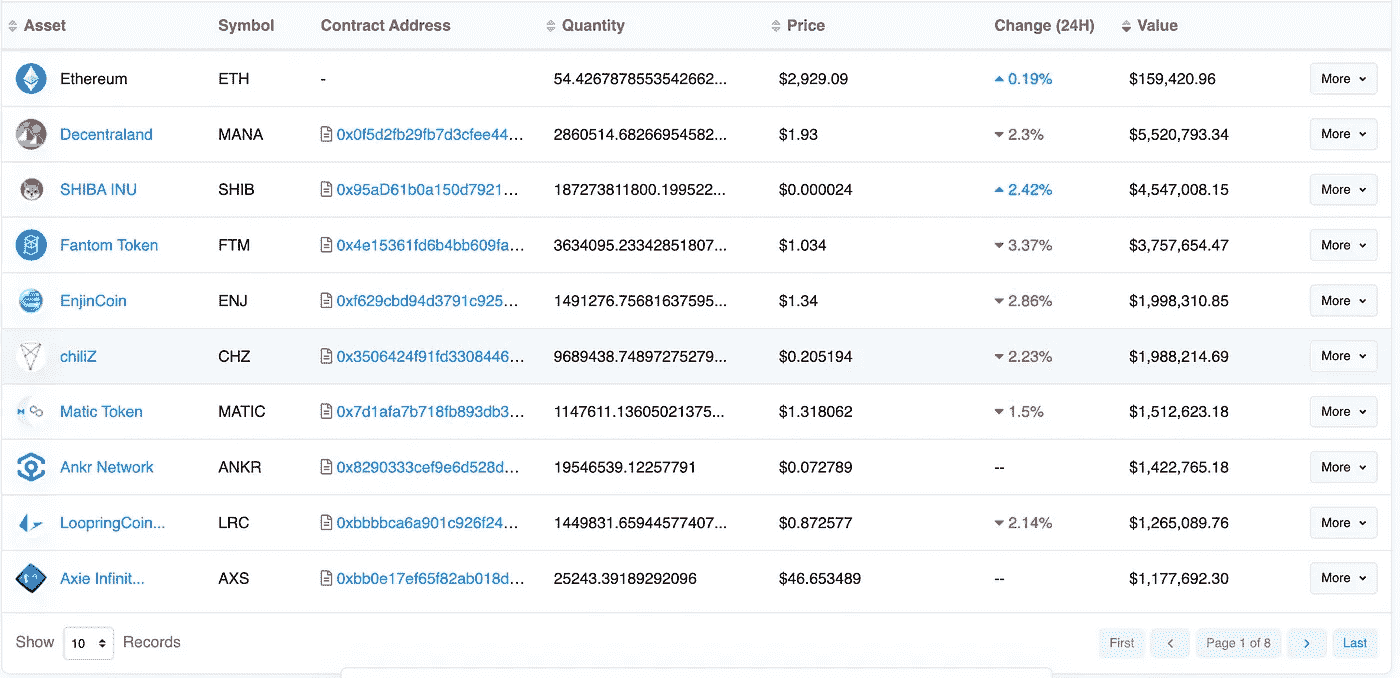 Asset Symbol Contract Address Quantity Price Change (24H) Value
Ethereum ETH - 54.4267878553542662... $2,929.09 0.19% $159,420.96 More
Decentraland MANA 0x0f5d2fb29fb7d3cfee44... 2860514.68266954582... $1.93 2.3% $5,520,793.34 More
SHIBA INU SHIB 0x95aD61b0a150d7921... 187273811800.199522... $0.000024 2.42% $4,547,008.15 More
Fantom Token FTM 0x4e15361fd6b4bb609fa... 3634095.23342851807... $1.034 3.37% $3,757,654.47 More
EnjinCoin ENJ 0xf629cbd94d3791c925... 1491276.75681637595... $1.34 2.86% $1,998,310.85 More
chiliZ CHZ 0x3506424f91fd3308446... 9689438.74897275279... $0.205194 2.23% $1,988,214.69 More
Matic Token MATIC 0x7d1afa7b718fb893db3... 1147611.13605021375... $1.318062 1.5% $1,512,623.18 More
Ankr Network ANKR 0x8290333cef9e6d528d... 19546539.12257791 $0.072789 -- $1,422,765.18 More
LoopringCoin... LRC 0xbbbbca6a901c926f24... 1449831.65944577407... $0.872577 2.14% $1,265,089.76 More
Axie Infinit... AXS 0xbb0e17ef65f82ab018d... 25243.39189292096 $46.653489 -- $1,177,692.30 More
Show 10 Records First Page 1 of 8 Last